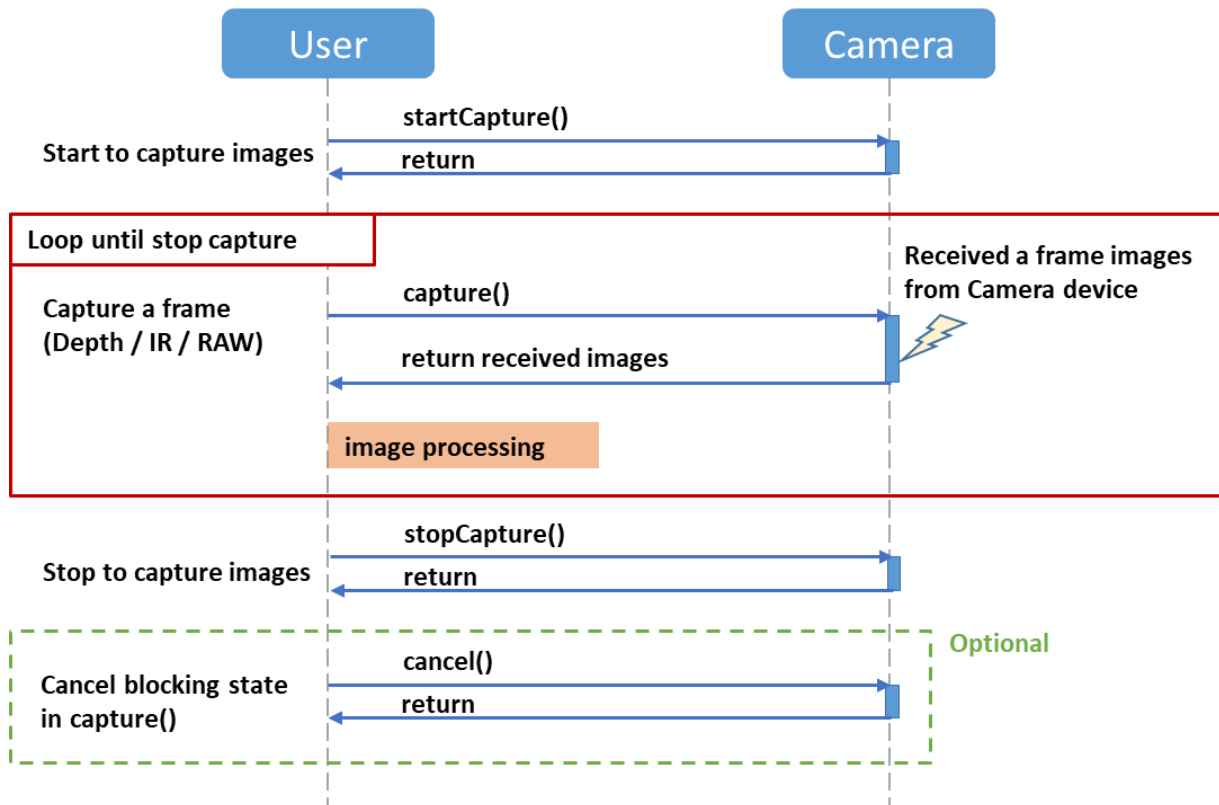 User
Camera
startCapture()
Start to capture images
return
Loop until stop capture
Received a frame images
from Camera device
capture()
Capture a frame
(Depth / IR / RAW)
return received images
image processing
stopCapture()
Stop to capture images
return
Optional
cancel()
Cancel blocking state
in capture()
return